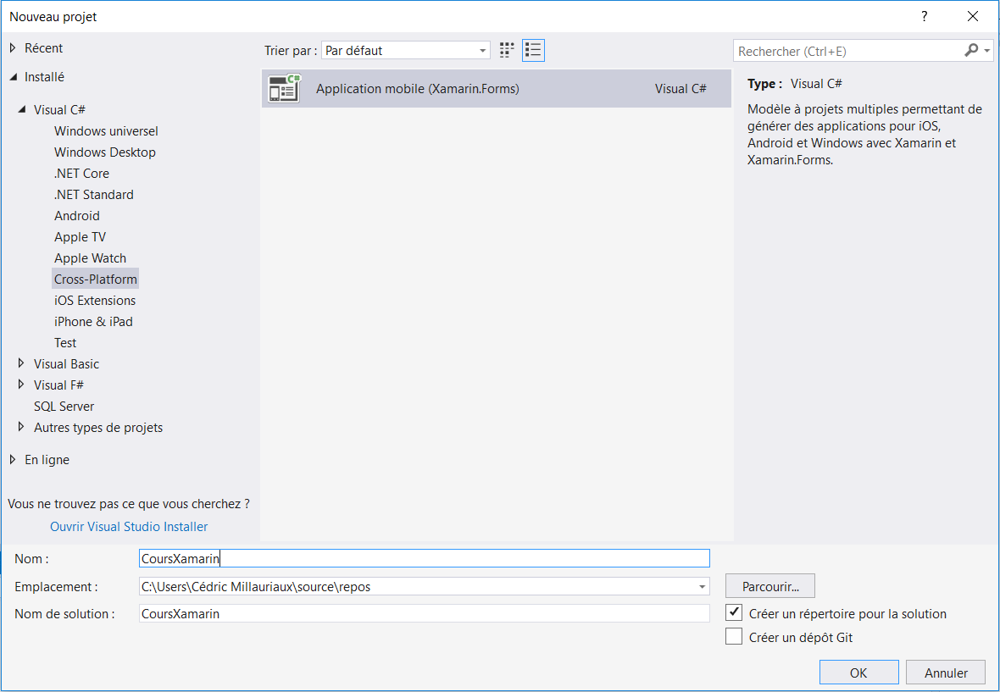 Nouveau projet ?
Récent
Installé
Visual C#
Windows universel
Windows Desktop
.NET Core
.NET Standard
Android
Apple TV
Apple Watch
Cross-Platform
iOS Extensions
iPhone & iPad
Test
Visual Basic
Visual F#
SQL Server
Autres types de projets
En ligne
Vous ne trouvez pas ce que vous cherchez ?
Ouvrir Visual Studio Installer
Trier par : Par défaut
C# Application mobile (Xamarin.Forms) Visual C#
Rechercher (Ctrl+E)
Type : Visual C#
Modèle à projets multiples permettant de
générer des applications pour iOS,
Android et Windows avec Xamarin et
Xamarin.Forms.
Nom : CoursXamarin
Emplacement : C:\Users\Cédric Millauriaux\source\repos Parcourir...
Nom de solution : CoursXamarin
Créer un répertoire pour la solution
Créer un dépôt Git
OK Annuler